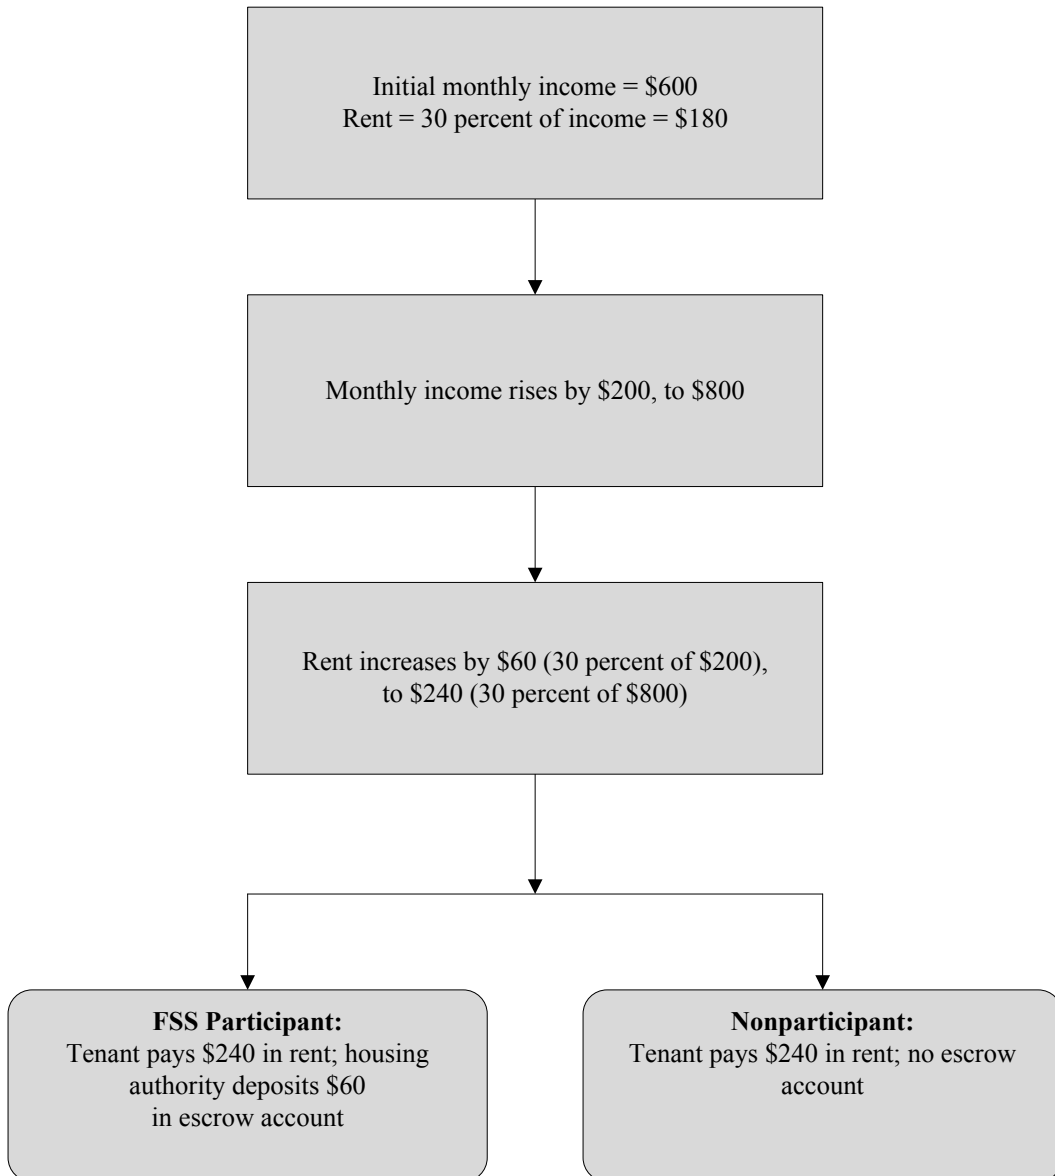 Initial monthly income = $600
Rent = 30 percent of income = $180
Monthly income rises by $200, to $800
Rent increases by $60 (30 percent of $200),
to $240 (30 percent of $800)
FSS Participant:
Tenant pays $240 in rent; housing
authority deposits $60
in escrow account
Nonparticipant:
Tenant pays $240 in rent; no escrow
account